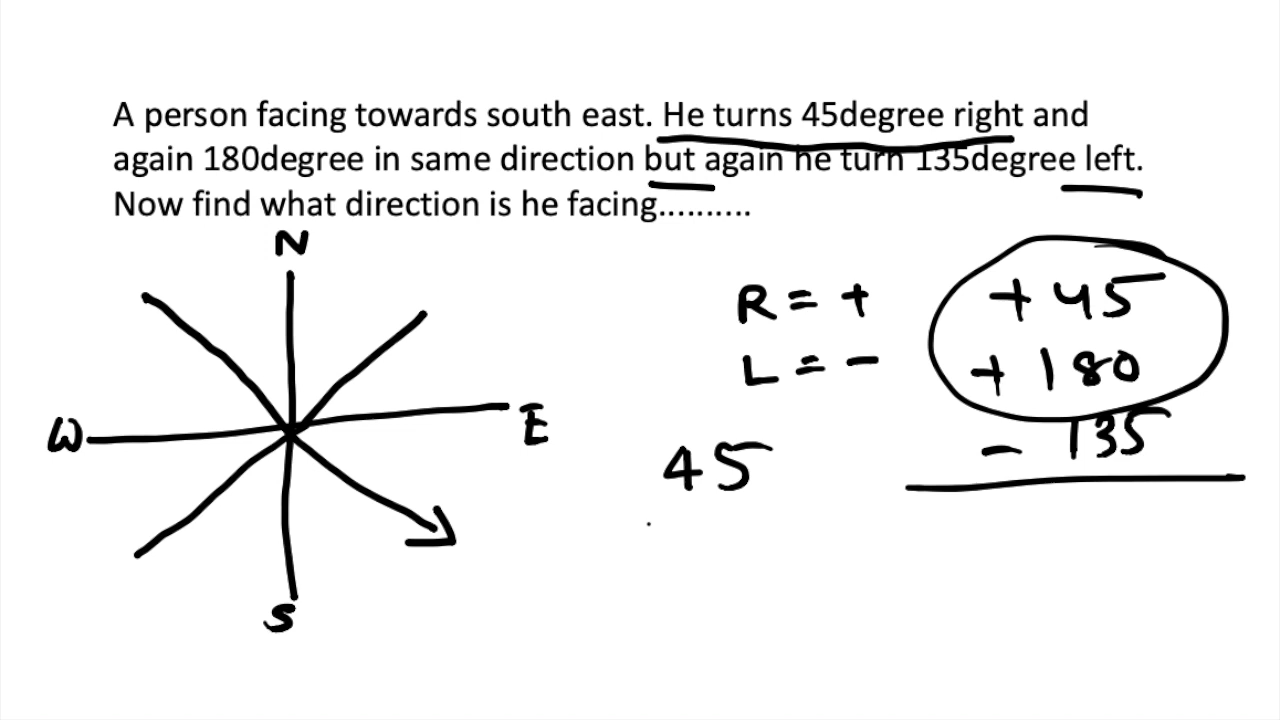 A person facing towards south east. He turns 45degree right and
again 180degree in same direction but again he turn 135degree left.
Now find what direction is he facing..........
N
R = + + 45
L = - + 180
W E - 135
45
S